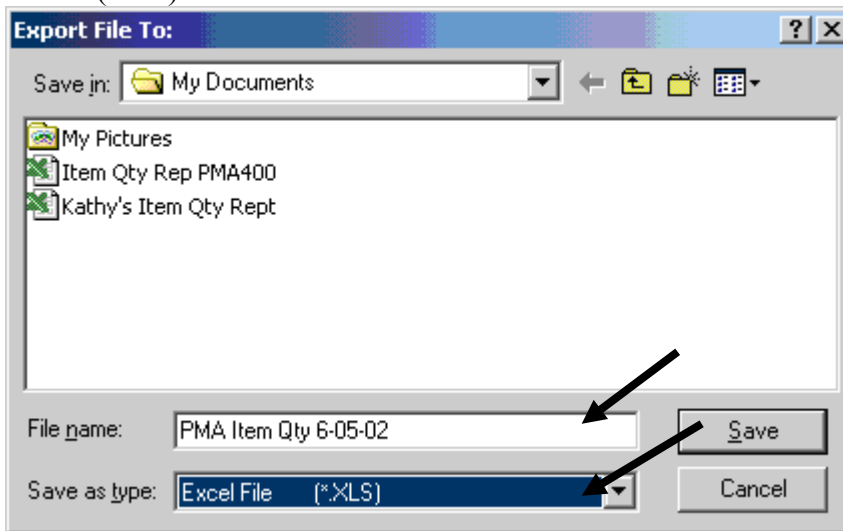 Export File To:
Save in: My Documents
My Pictures
Item Qty Rep PMA400
Kathy's Item Qty Rept
File name: PMA Item Qty 6-05-02 Save
Save as type: Excel File (*.XLS) Cancel